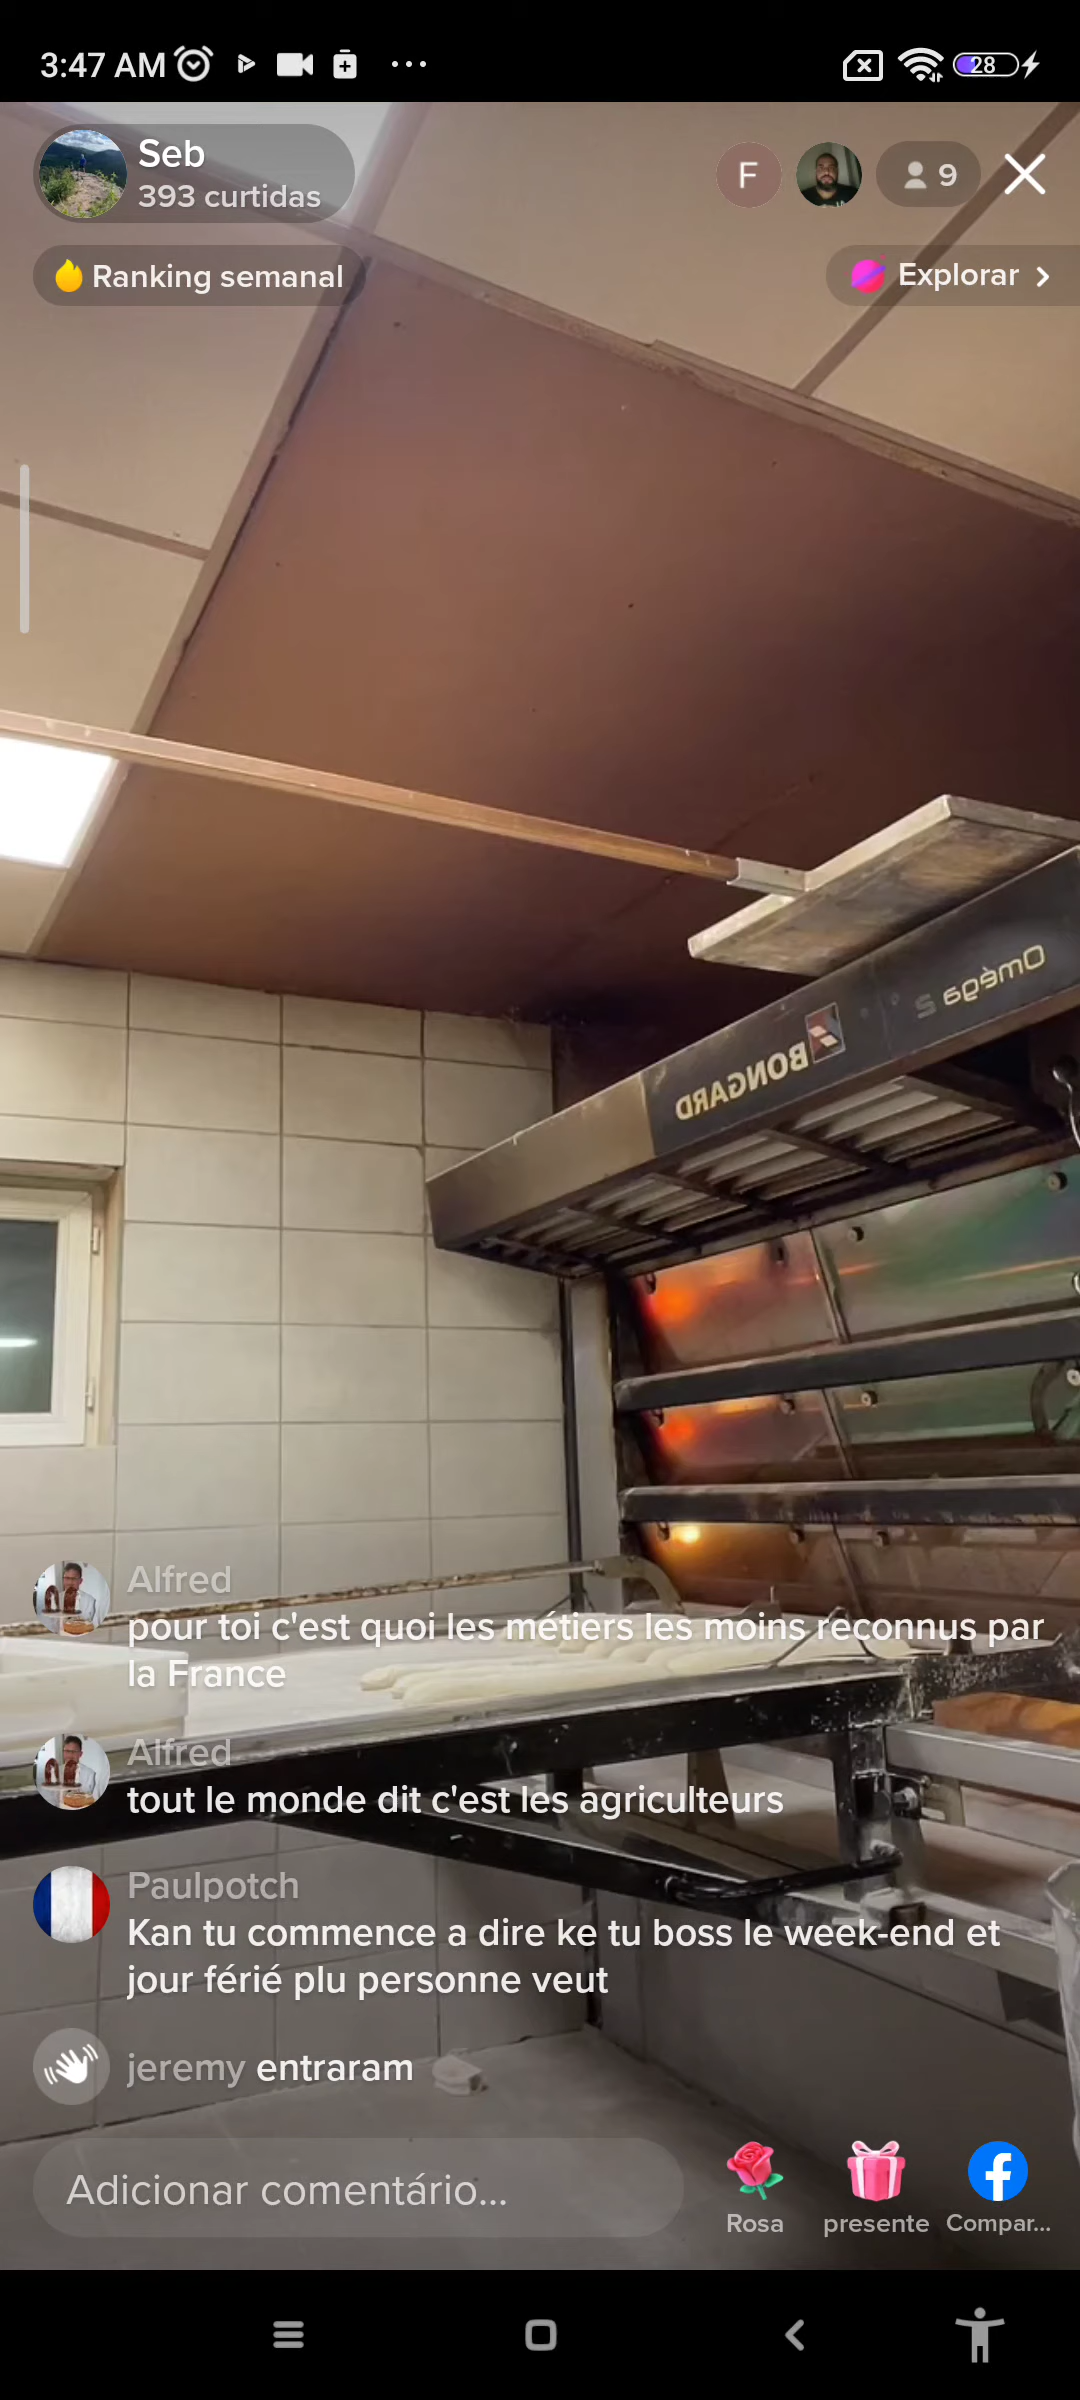 3:47 AM
28
Seb
393 curtidas
F
9
Ranking semanal
Explorar
Oméga 2
BONGARD
Alfred
pour toi c'est quoi les métiers les moins reconnus par
la France
Alfred
tout le monde dit c'est les agriculteurs
Paulpotch
Kan tu commence a dire ke tu boss le week-end et
jour férié plu personne veut
jeremy entraram
Adicionar comentário...
Rosa
presente
Compar...